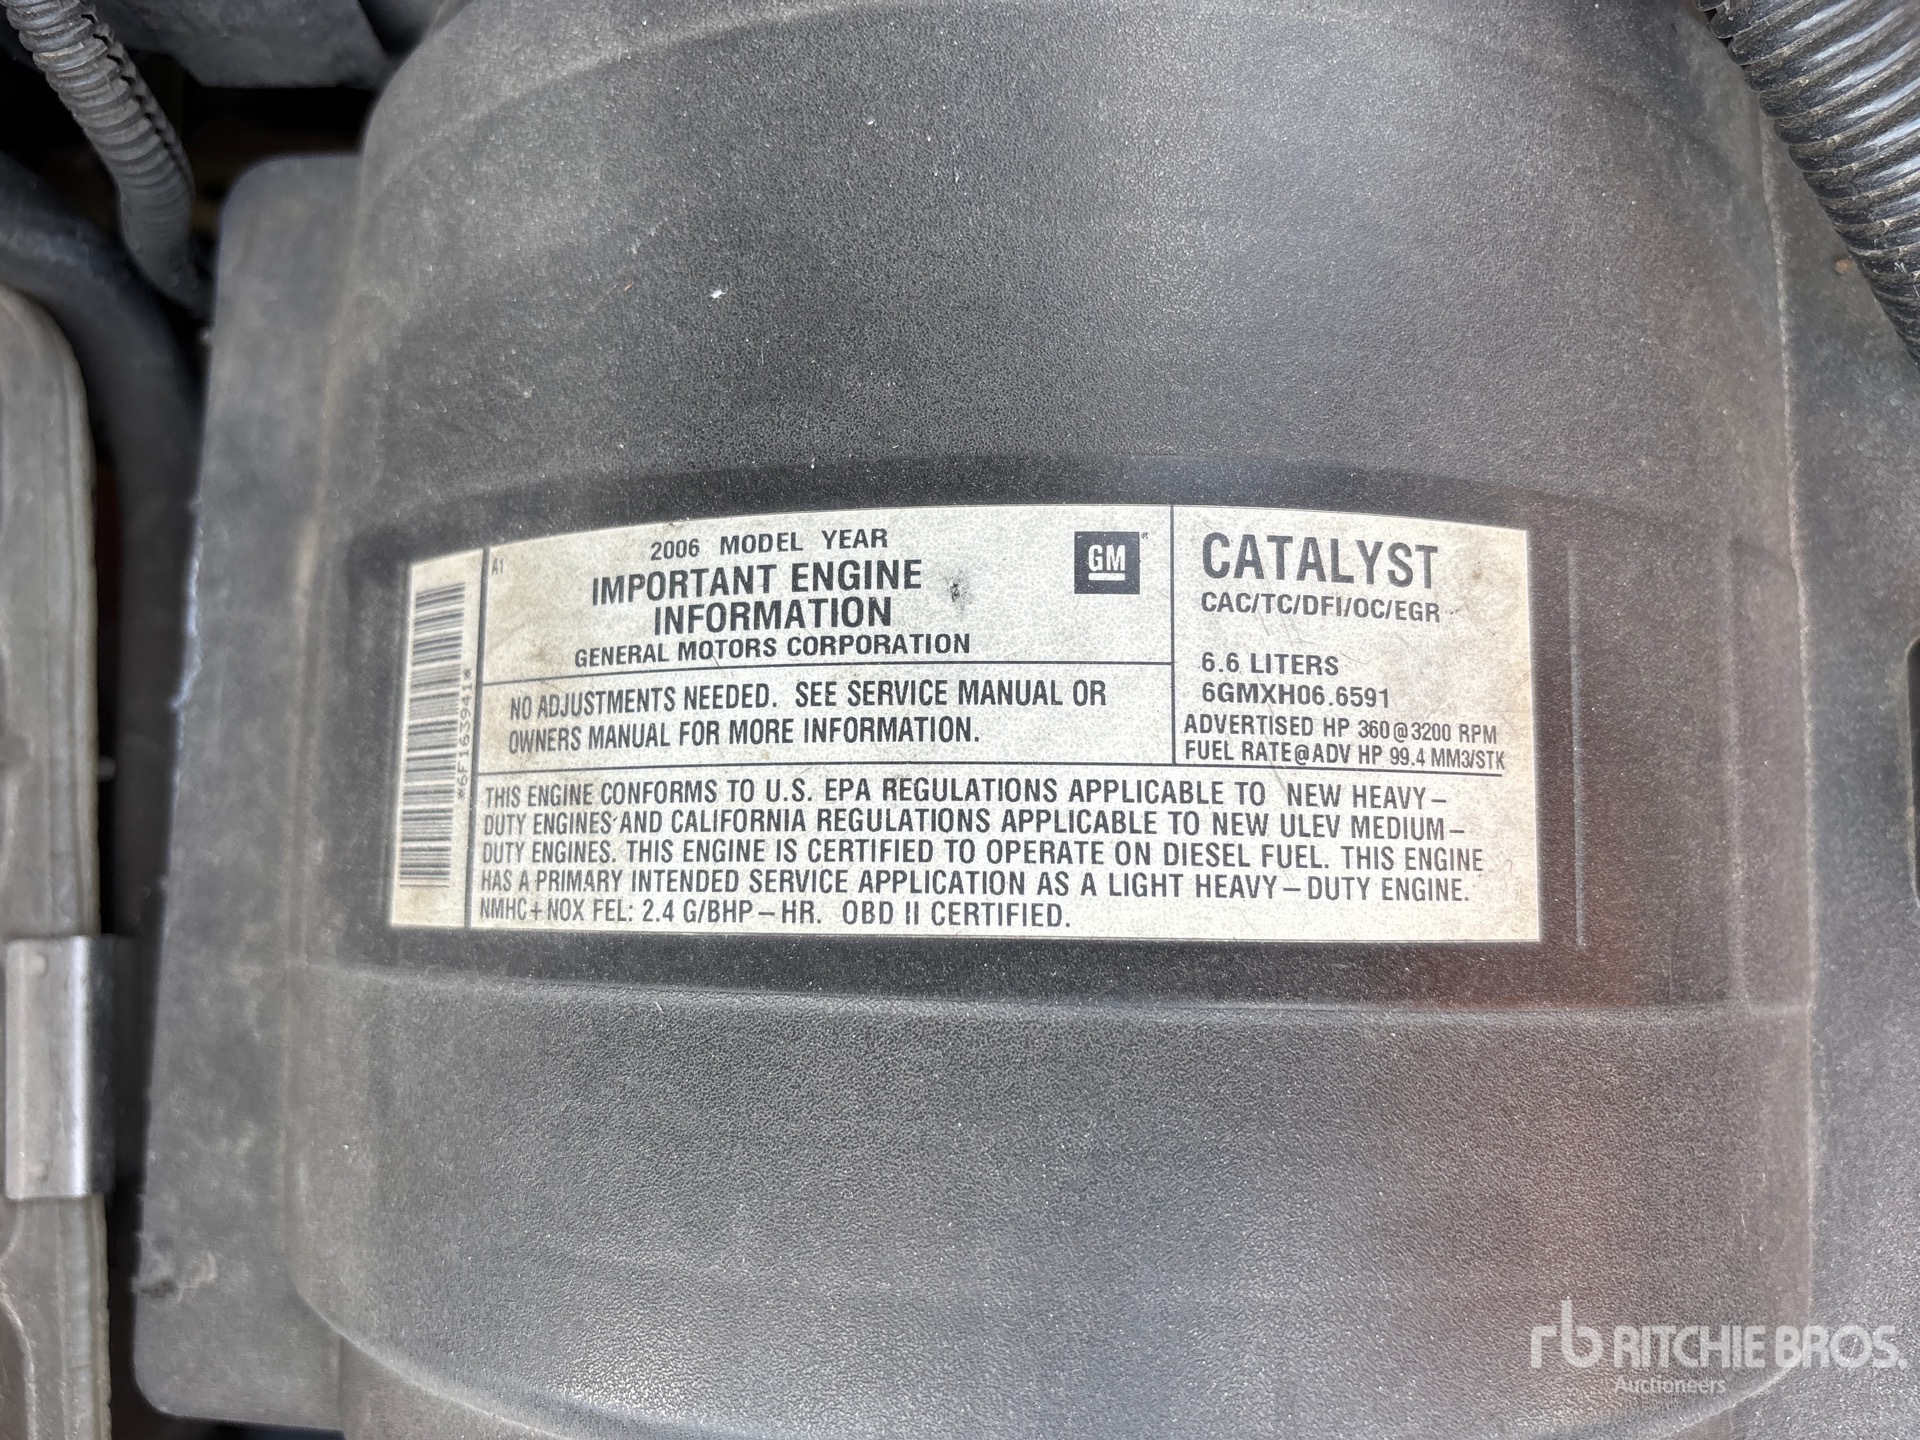 A1
2006 MODEL YEAR
IMPORTANT ENGINE
INFORMATION
GENERAL MOTORS CORPORATION
GM
NO ADJUSTMENTS NEEDED. SEE SERVICE MANUAL OR
OWNERS MANUAL FOR MORE INFORMATION.
CATALYST
CAC/TC/DFI/OC/EGR
6.6 LITERS
6GMXH06.6591
ADVERTISED HP 360@3200 RPM
FUEL RATE@ADV HP 99.4 MM3/STK
THIS ENGINE CONFORMS TO U.S. EPA REGULATIONS APPLICABLE TO NEW HEAVY-
DUTY ENGINES AND CALIFORNIA REGULATIONS APPLICABLE TO NEW ULEV MEDIUM-
DUTY ENGINES. THIS ENGINE IS CERTIFIED TO OPERATE ON DIESEL FUEL. THIS ENGINE
HAS A PRIMARY INTENDED SERVICE APPLICATION AS A LIGHT HEAVY-DUTY ENGINE.
NMHC+NOX FEL: 2.4 G/BHP-HR. OBD II CERTIFIED.
*6F163941*
rb RITCHIE BROS.
Auctioneers